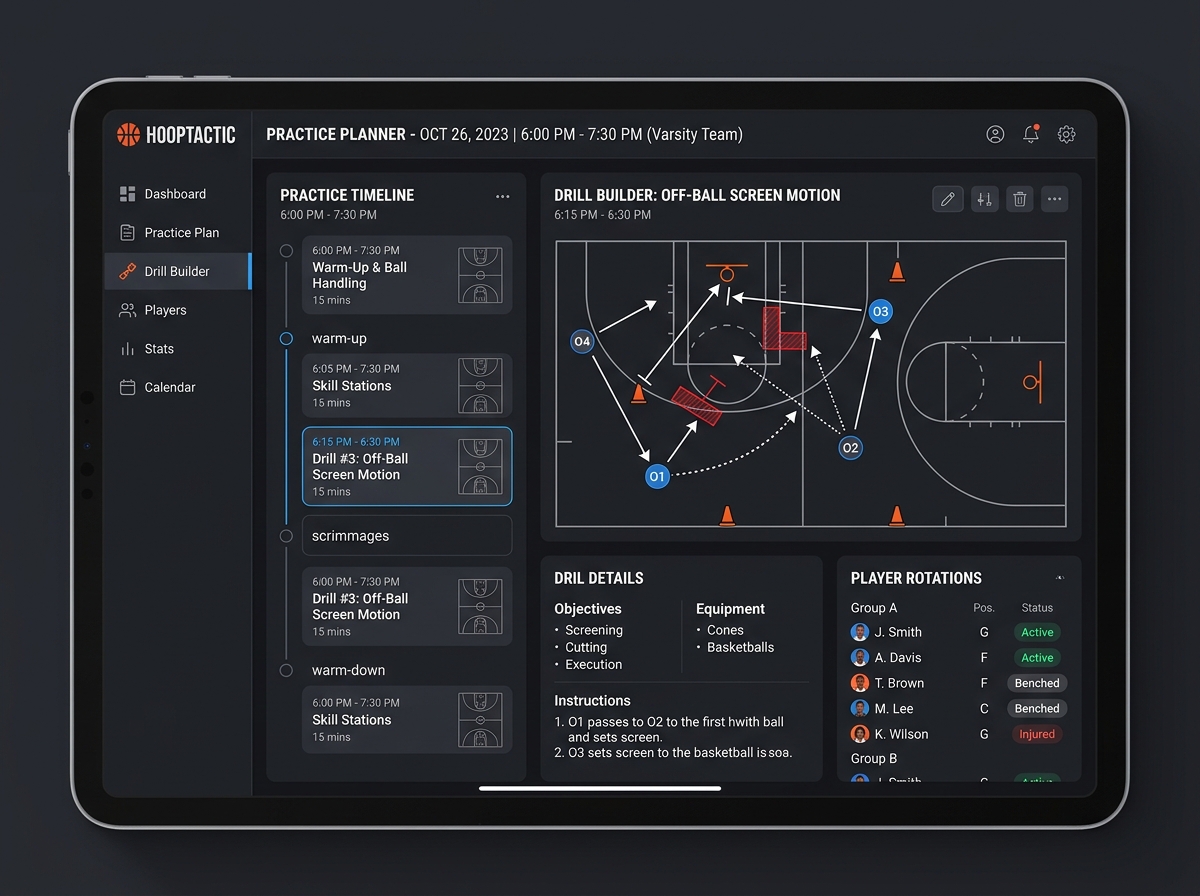 HOOPTACTIC
PRACTICE PLANNER - OCT 26, 2023 | 6:00 PM - 7:30 PM (Varsity Team)
Dashboard
Practice Plan
Drill Builder
Players
Stats
Calendar
PRACTICE TIMELINE
6:00 PM - 7:30 PM
6:00 PM - 7:30 PM
Warm-Up & Ball
Handling
15 mins
warm-up
6:05 PM - 7:30 PM
Skill Stations
15 mins
6:15 PM - 6:30 PM
Drill #3: Off-Ball
Screen Motion
15 mins
scrimmages
6:00 PM - 7:30 PM
Drill #3: Off-Ball
Screen Motion
15 mins
warm-down
6:00 PM - 7:30 PM
Skill Stations
15 mins
DRILL BUILDER: OFF-BALL SCREEN MOTION
6:15 PM - 6:30 PM
03
04
02
01
DRIL DETAILS
Objectives
• Screening
• Cutting
• Execution
Equipment
• Cones
• Basketballs
Instructions
1. O1 passes to O2 to the first hwith ball
and sets screen.
2. O3 sets screen to the basketball is soa.
PLAYER ROTATIONS
Group A Pos. Status
J. Smith G Active
A. Davis F Active
T. Brown F Benched
M. Lee C Benched
K. Wilson G Injured
Group B